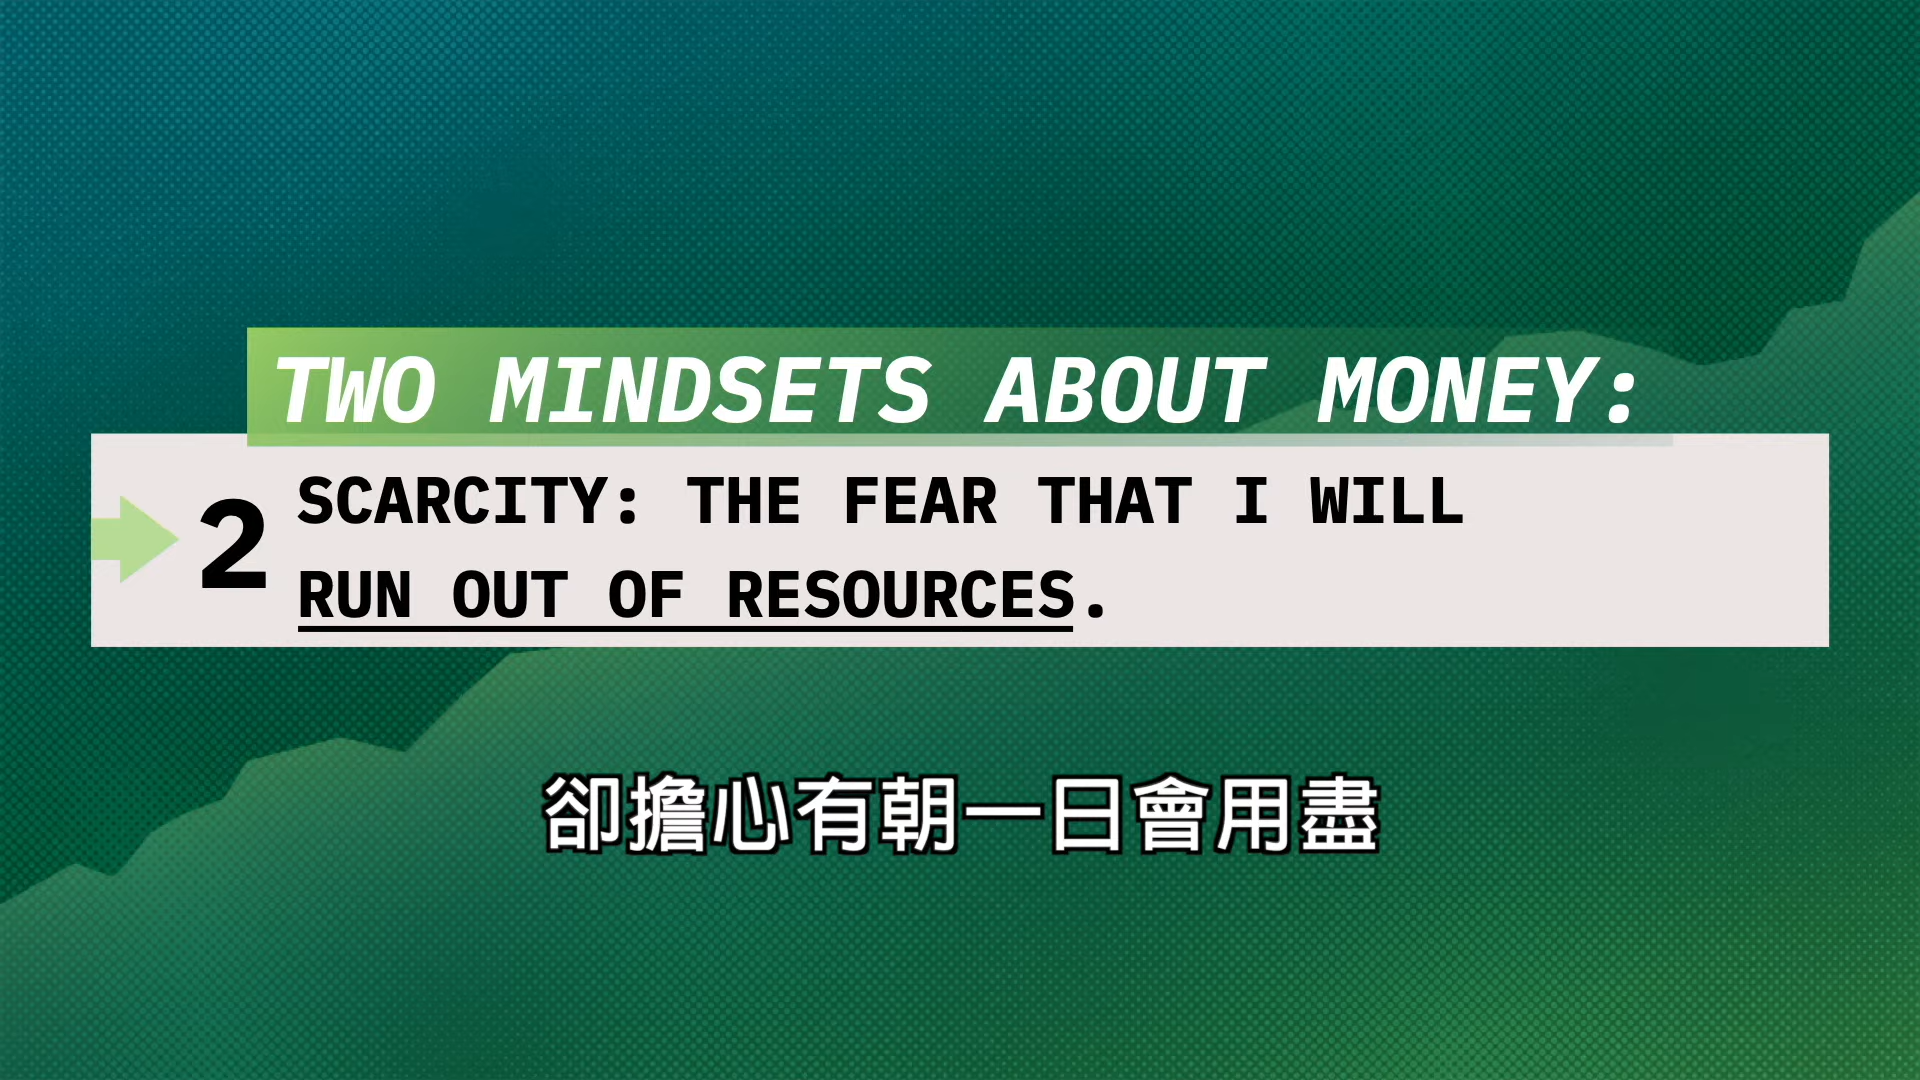 TWO MINDSETS ABOUT MONEY:
2
SCARCITY: THE FEAR THAT I WILL
RUN OUT OF RESOURCES.
卻擔心有朝一日會用盡